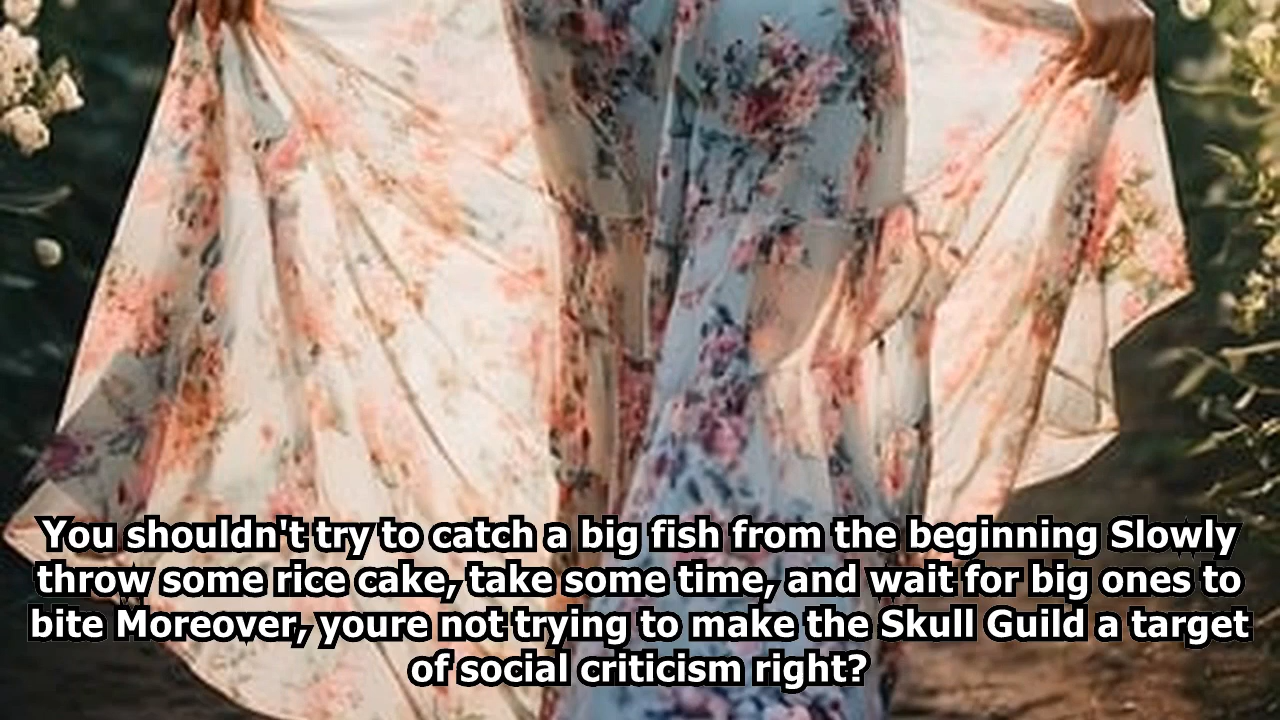 You shouldn't try to catch a big fish from the beginning Slowly
throw some rice cake, take some time, and wait for big ones to
bite Moreover, youre not trying to make the Skull Guild a target
of social criticism right?